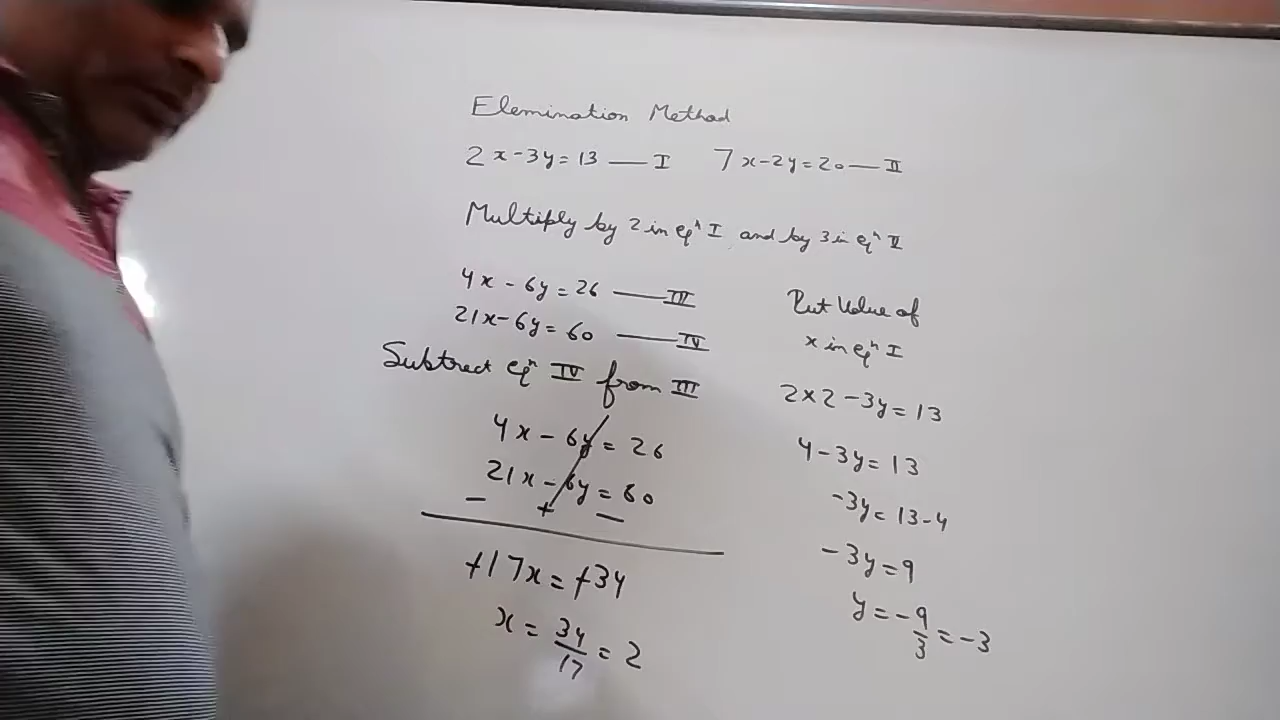 Elemination Method
2x-3y=13 — I 7x-2y=20 — II
Multiply by 2 in eqⁿ I and by 3 in eqⁿ II
4x - 6y = 26 — III
21x - 6y = 60 — IV
Subtract eqⁿ IV from III
4x - 6y = 26
21x - 6y = 60
- + -
+17x = +34
x = 34/17 = 2
Put Value of
x in eqⁿ I
2×2 - 3y = 13
4 - 3y = 13
-3y = 13-4
-3y = 9
y = -9/3 = -3